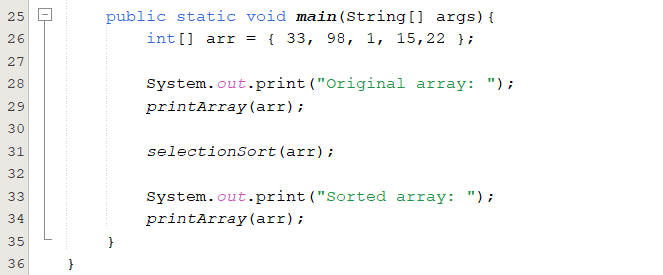 25 public static void main(String[] args){
26 int[] arr = { 33, 98, 1, 15,22 };
27
28 System.out.print("Original array: ");
29 printArray(arr);
30
31 selectionSort(arr);
32
33 System.out.print("Sorted array: ");
34 printArray(arr);
35 }
36 }